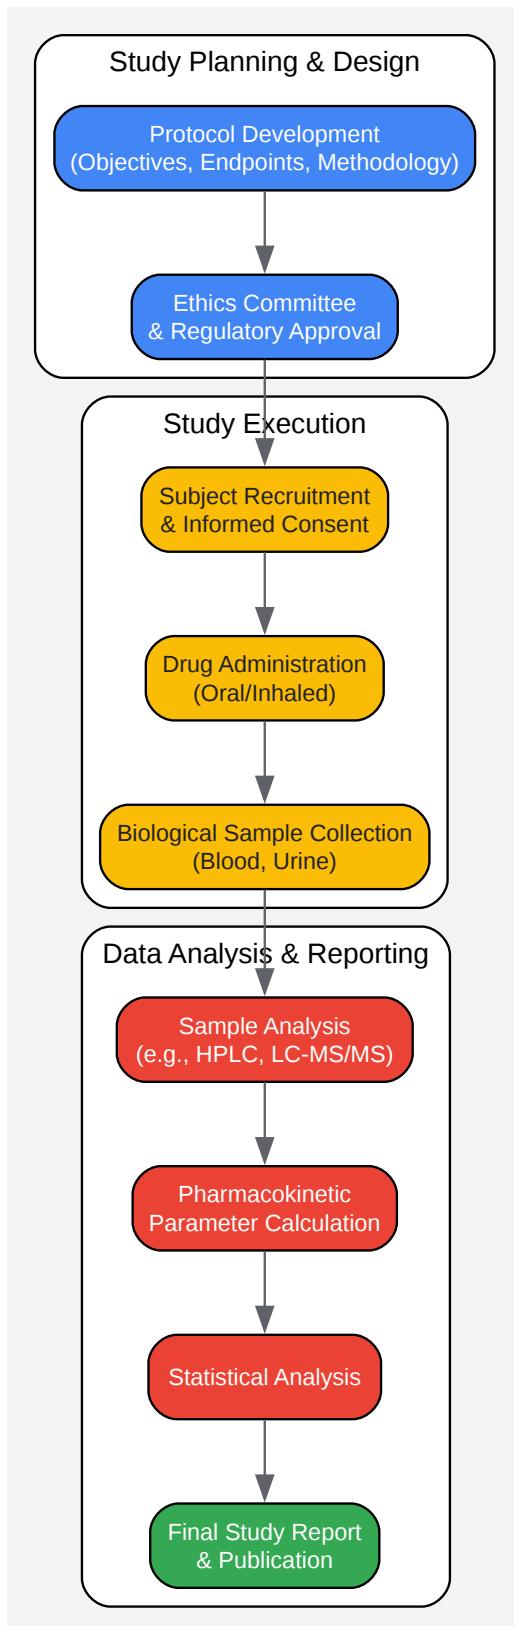 Study Planning & Design
Protocol Development
(Objectives, Endpoints, Methodology)
Ethics Committee
& Regulatory Approval
Study Execution
Subject Recruitment
& Informed Consent
Drug Administration
(Oral/Inhaled)
Biological Sample Collection
(Blood, Urine)
Data Analysis & Reporting
Sample Analysis
(e.g., HPLC, LC-MS/MS)
Pharmacokinetic
Parameter Calculation
Statistical Analysis
Final Study Report
& Publication